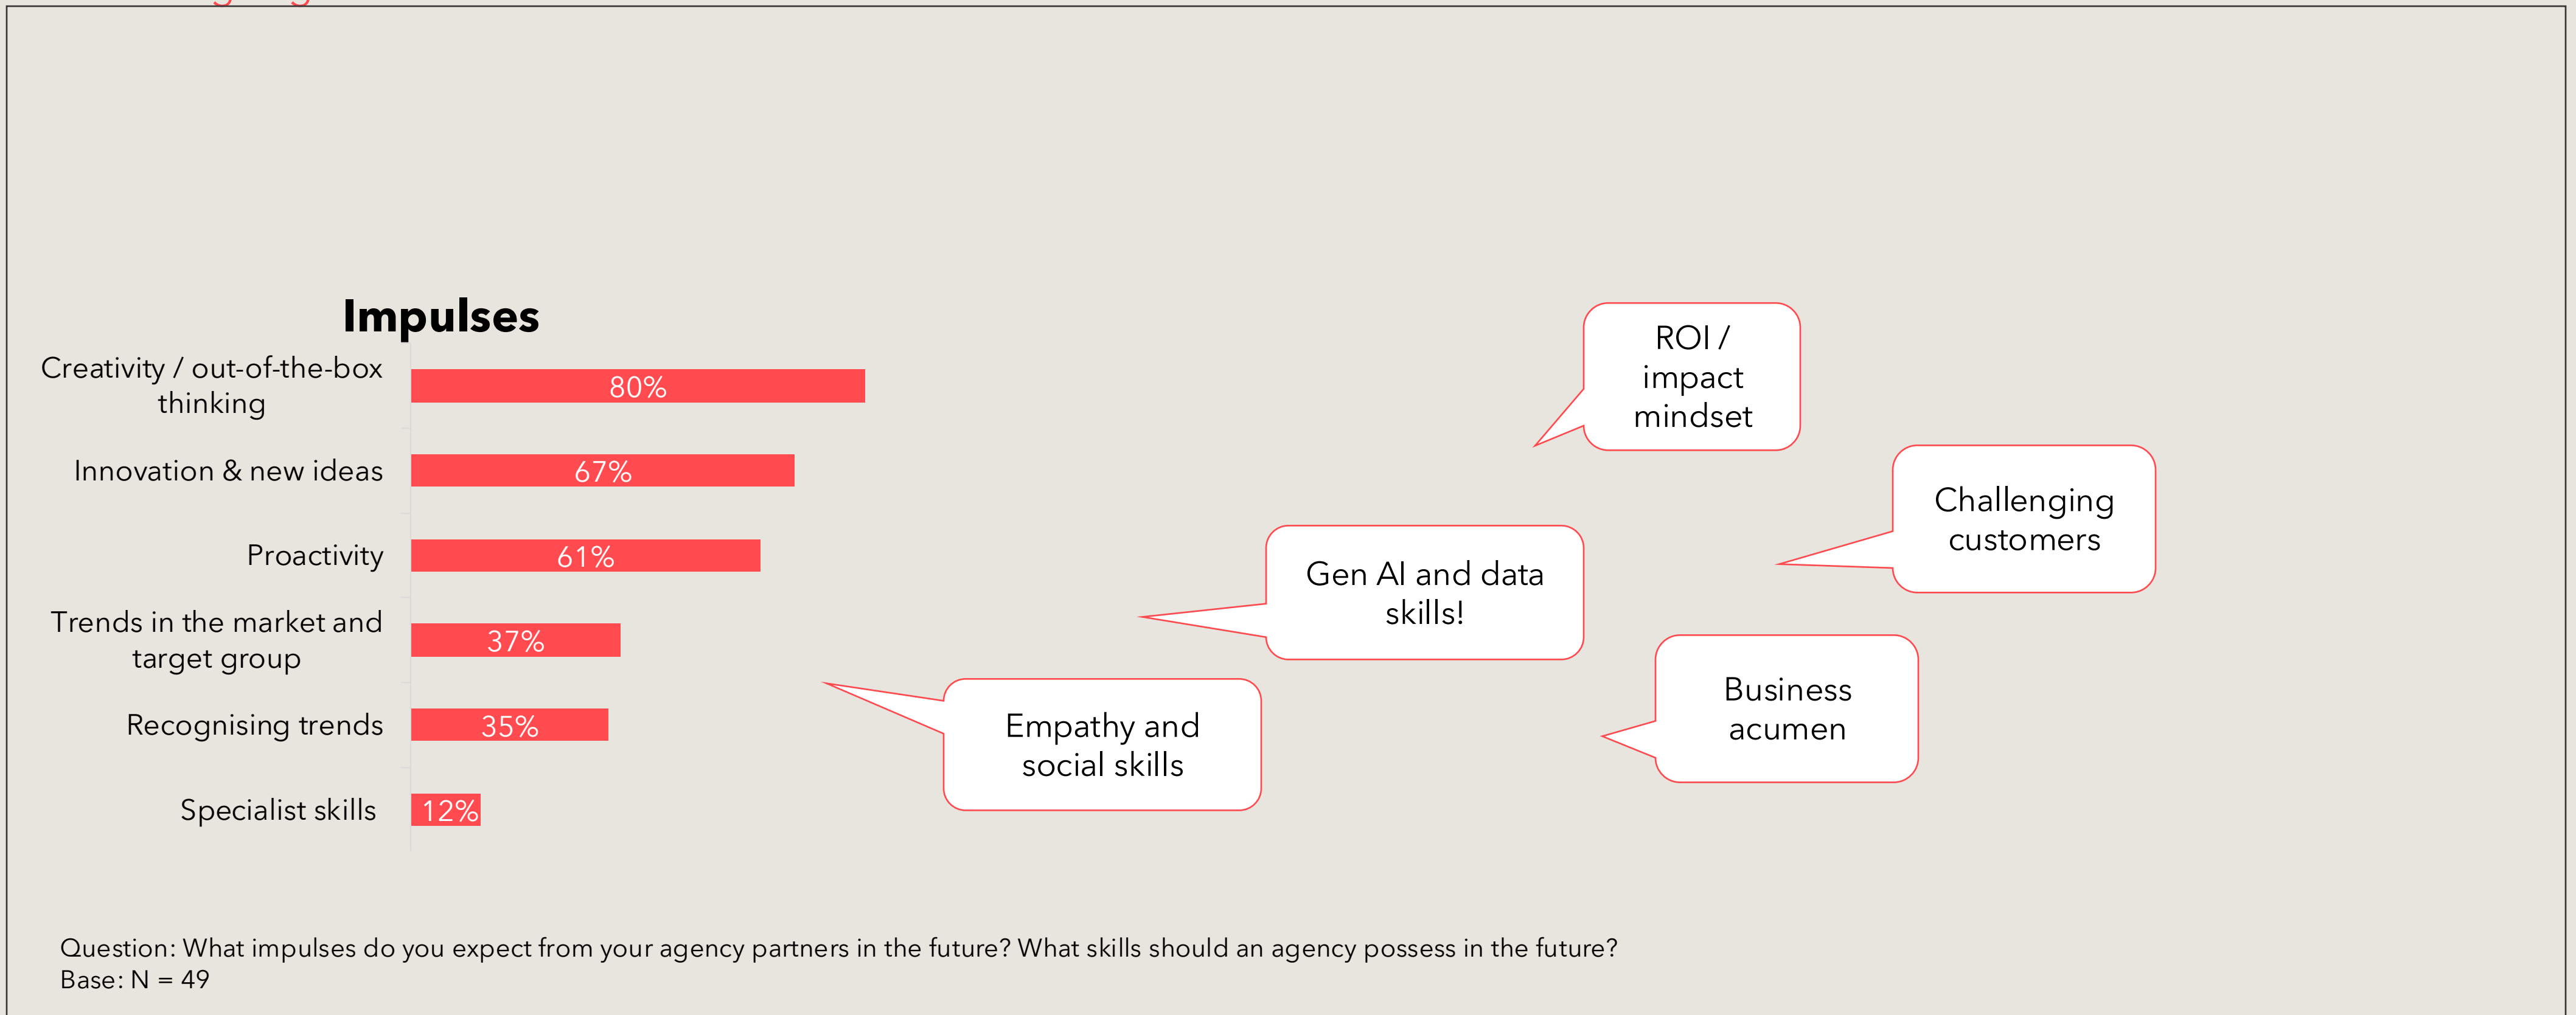 Impulses
Creativity / out-of-the-box
thinking
80%
Innovation & new ideas
67%
Proactivity
61%
Trends in the market and
target group
37%
Recognising trends
35%
Specialist skills
12%
ROI /
impact
mindset
Challenging
customers
Gen AI and data
skills!
Business
acumen
Empathy and
social skills
Question: What impulses do you expect from your agency partners in the future? What skills should an agency possess in the future?
Base: N = 49